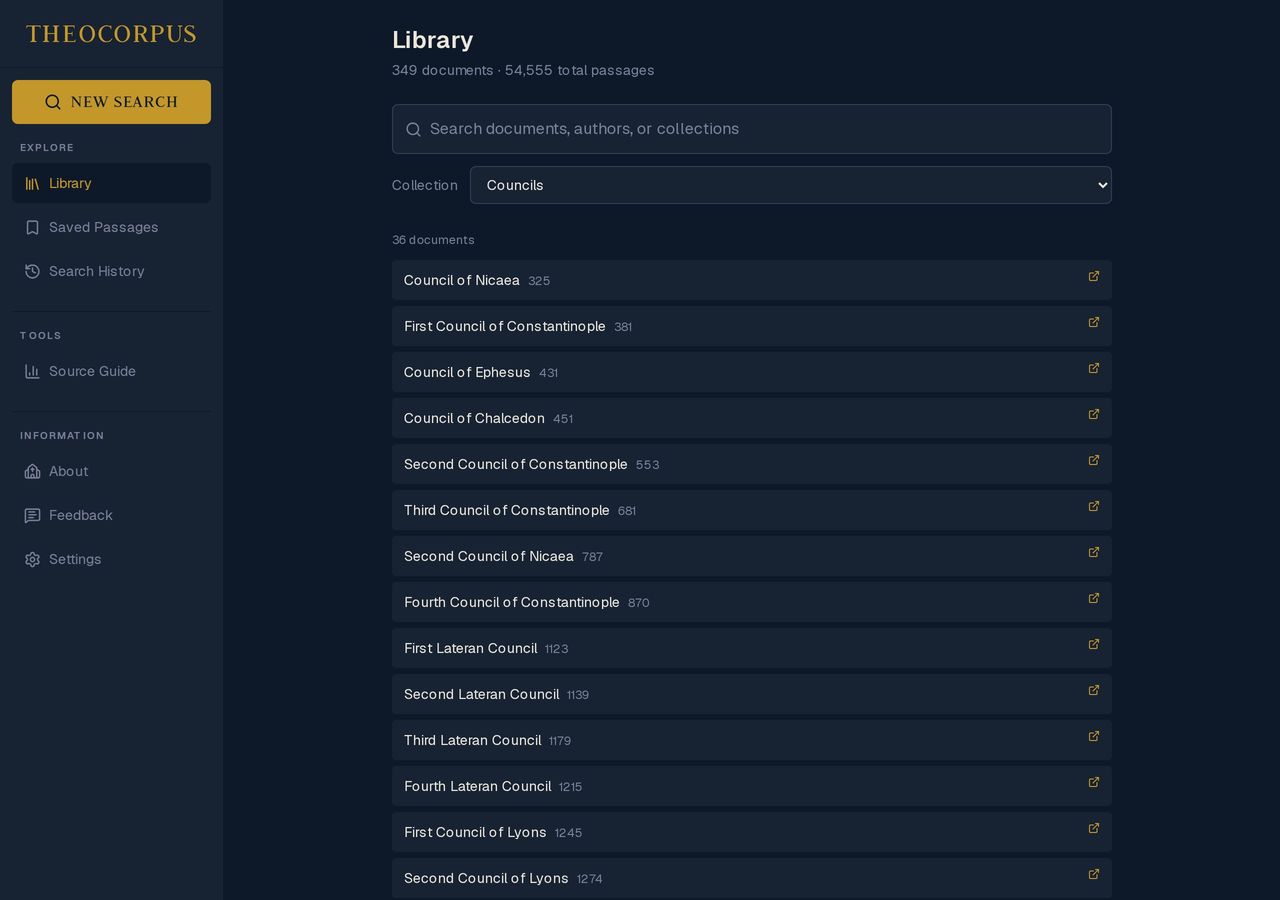 THEOCORPUS
NEW SEARCH
EXPLORE
Library
Saved Passages
Search History
TOOLS
Source Guide
INFORMATION
About
Feedback
Settings
Library
349 documents · 54,555 total passages
Search documents, authors, or collections
Collection Councils
36 documents
Council of Nicaea 325
First Council of Constantinople 381
Council of Ephesus 431
Council of Chalcedon 451
Second Council of Constantinople 553
Third Council of Constantinople 681
Second Council of Nicaea 787
Fourth Council of Constantinople 870
First Lateran Council 1123
Second Lateran Council 1139
Third Lateran Council 1179
Fourth Lateran Council 1215
First Council of Lyons 1245
Second Council of Lyons 1274